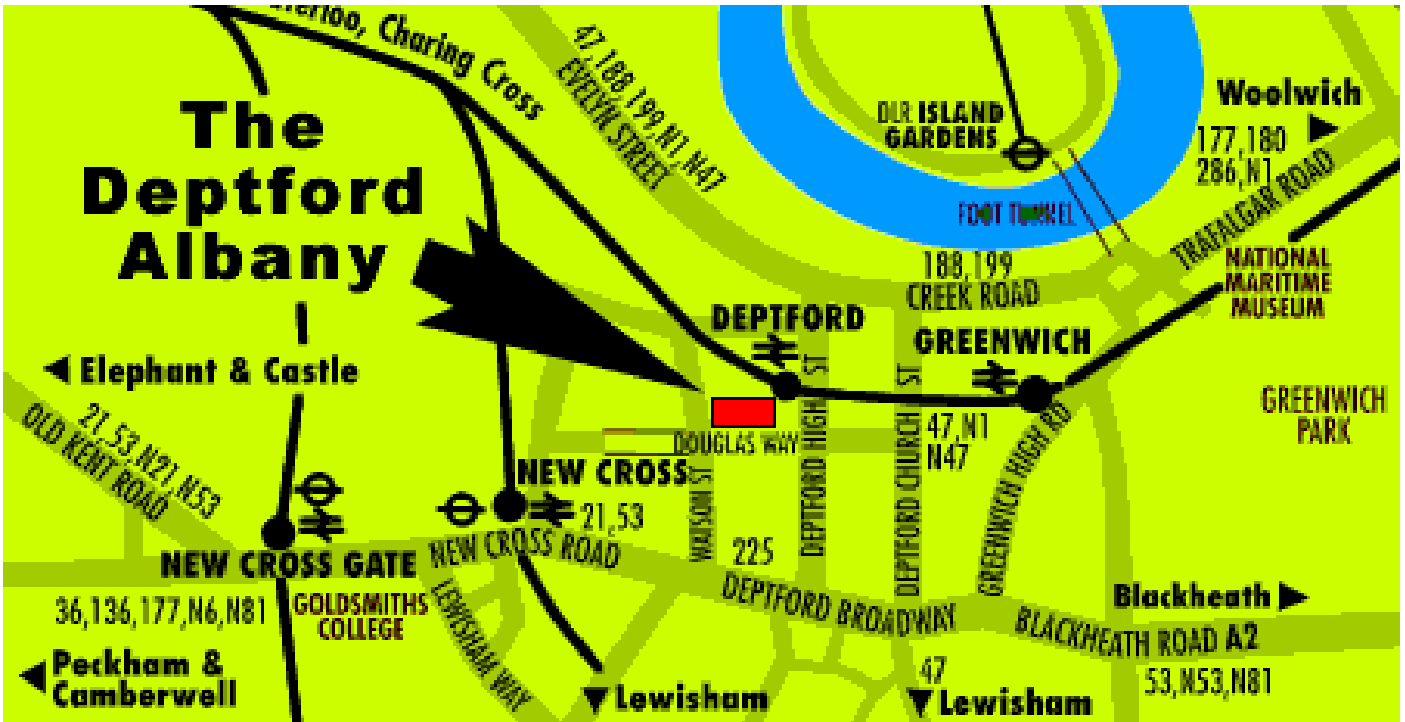 Waterloo, Charing Cross
47,188,199,N1,N47
EVELYN STREET
The
Deptford
Albany
DLR ISLAND
GARDENS
FOOT TUNNEL
Woolwich
177,180
286,N1
TRAFALGAR ROAD
188,199
CREEK ROAD
NATIONAL
MARITIME
MUSEUM
DEPTFORD
GREENWICH
Elephant & Castle
21,53,N21,N53
OLD KENT ROAD
GREENWICH
PARK
DOUGLAS WAY
47,N1
N47
NEW CROSS
21,53
WATSON ST
DEPTFORD HIGH ST
DEPTFORD CHURCH ST
GREENWICH HIGH RD
NEW CROSS GATE
NEW CROSS ROAD
225
DEPTFORD BROADWAY
36,136,177,N6,N81
GOLDSMITHS
COLLEGE
LEWISHAM WAY
Blackheath
BLACKHEATH ROAD A2
53,N53,N81
Peckham &
Camberwell
Lewisham
47
Lewisham